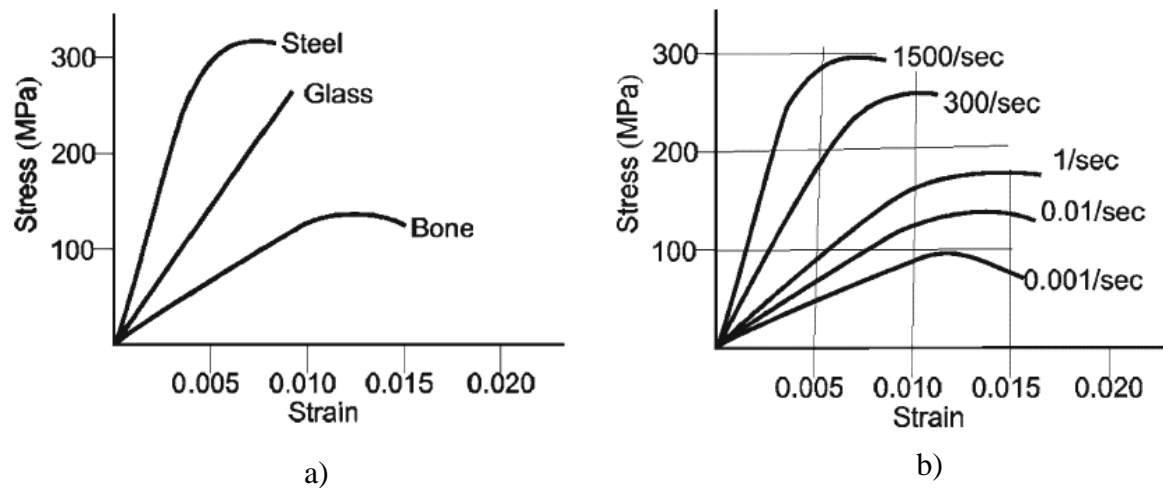 Stress (MPa)
300
200
100
Steel
Glass
Bone
0.005 0.010 0.015 0.020
Strain
a)
Stress (MPa)
300
200
100
1500/sec
300/sec
1/sec
0.01/sec
0.001/sec
0.005 0.010 0.015 0.020
Strain
b)